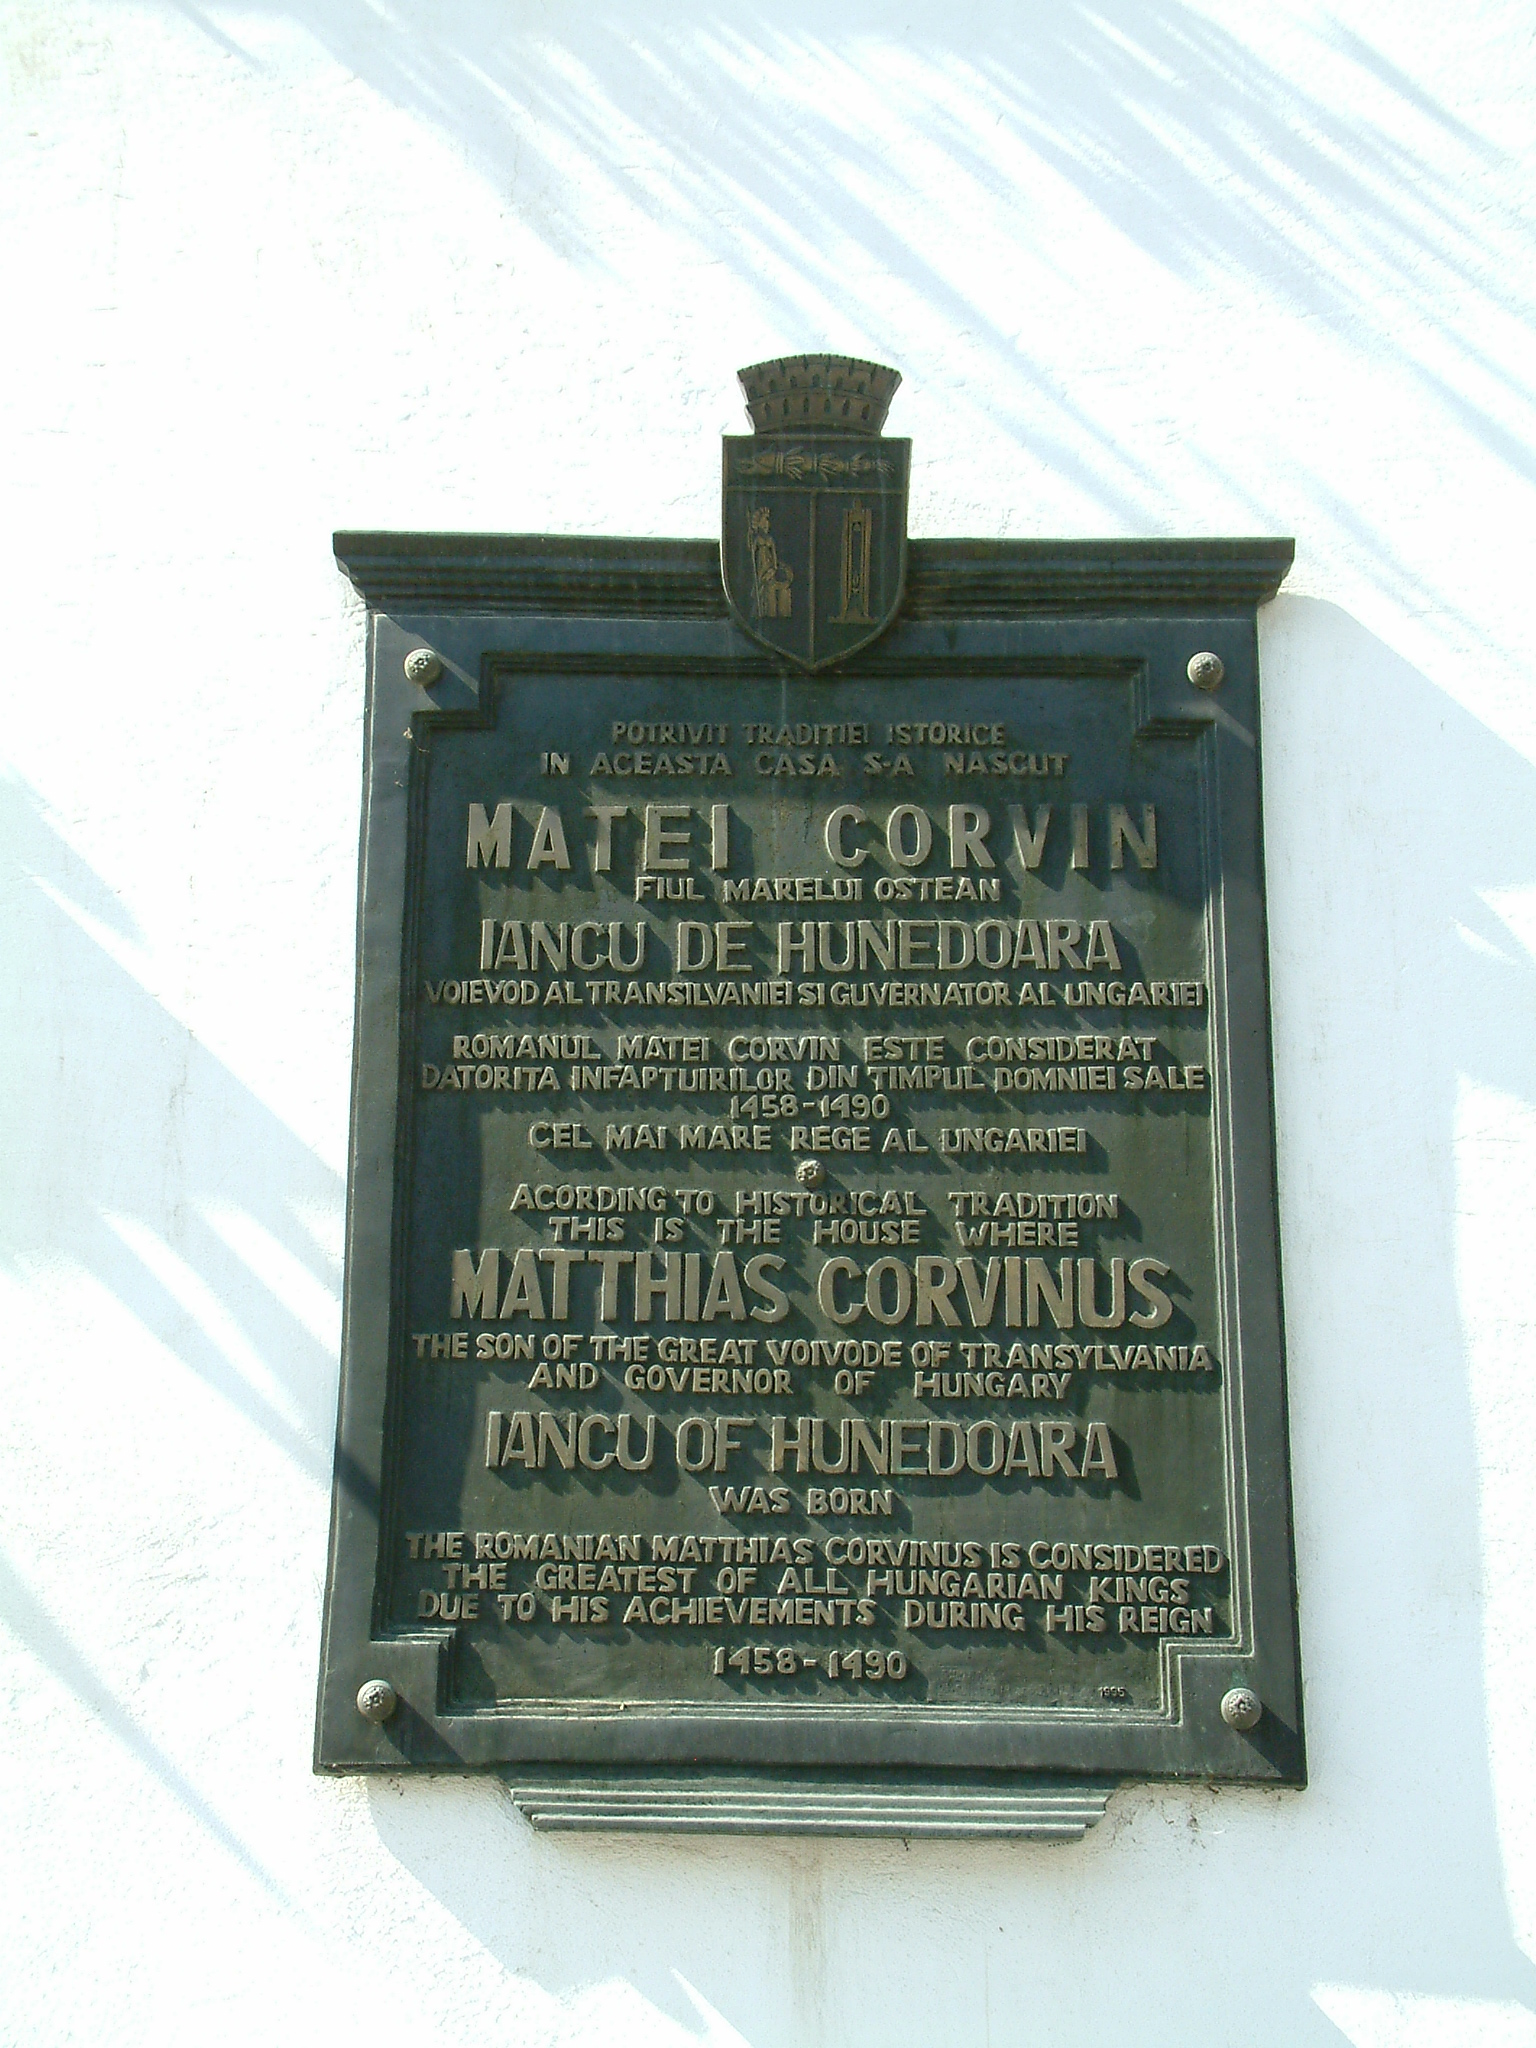 POTRIVIT TRADITIEI ISTORICE
IN ACEASTA CASA S-A NASCUT
MATEI CORVIN
FIUL MARELUI OSTEAN
IANCU DE HUNEDOARA
VOIEVOD AL TRANSILVANIEI SI GUVERNATOR AL UNGARIEI
ROMANUL MATEI CORVIN ESTE CONSIDERAT
DATORITA INFAPTUIRILOR DIN TIMPUL DOMNIEI SALE
1458-1490
CEL MAI MARE REGE AL UNGARIEI
ACORDING TO HISTORICAL TRADITION
THIS IS THE HOUSE WHERE
MATTHIAS CORVINUS
THE SON OF THE GREAT VOIVODE OF TRANSYLVANIA
AND GOVERNOR OF HUNGARY
IANCU OF HUNEDOARA
WAS BORN
THE ROMANIAN MATTHIAS CORVINUS IS CONSIDERED
THE GREATEST OF ALL HUNGARIAN KINGS
DUE TO HIS ACHIEVEMENTS DURING HIS REIGN
1458-1490
1995